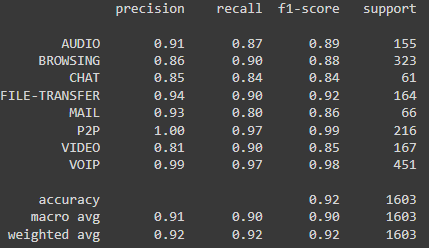 precision recall f1-score support
AUDIO 0.91 0.87 0.89 155
BROWSING 0.86 0.90 0.88 323
CHAT 0.85 0.84 0.84 61
FILE-TRANSFER 0.94 0.90 0.92 164
MAIL 0.93 0.80 0.86 66
P2P 1.00 0.97 0.99 216
VIDEO 0.81 0.90 0.85 167
VOIP 0.99 0.97 0.98 451
accuracy 0.92 1603
macro avg 0.91 0.90 0.90 1603
weighted avg 0.92 0.92 0.92 1603